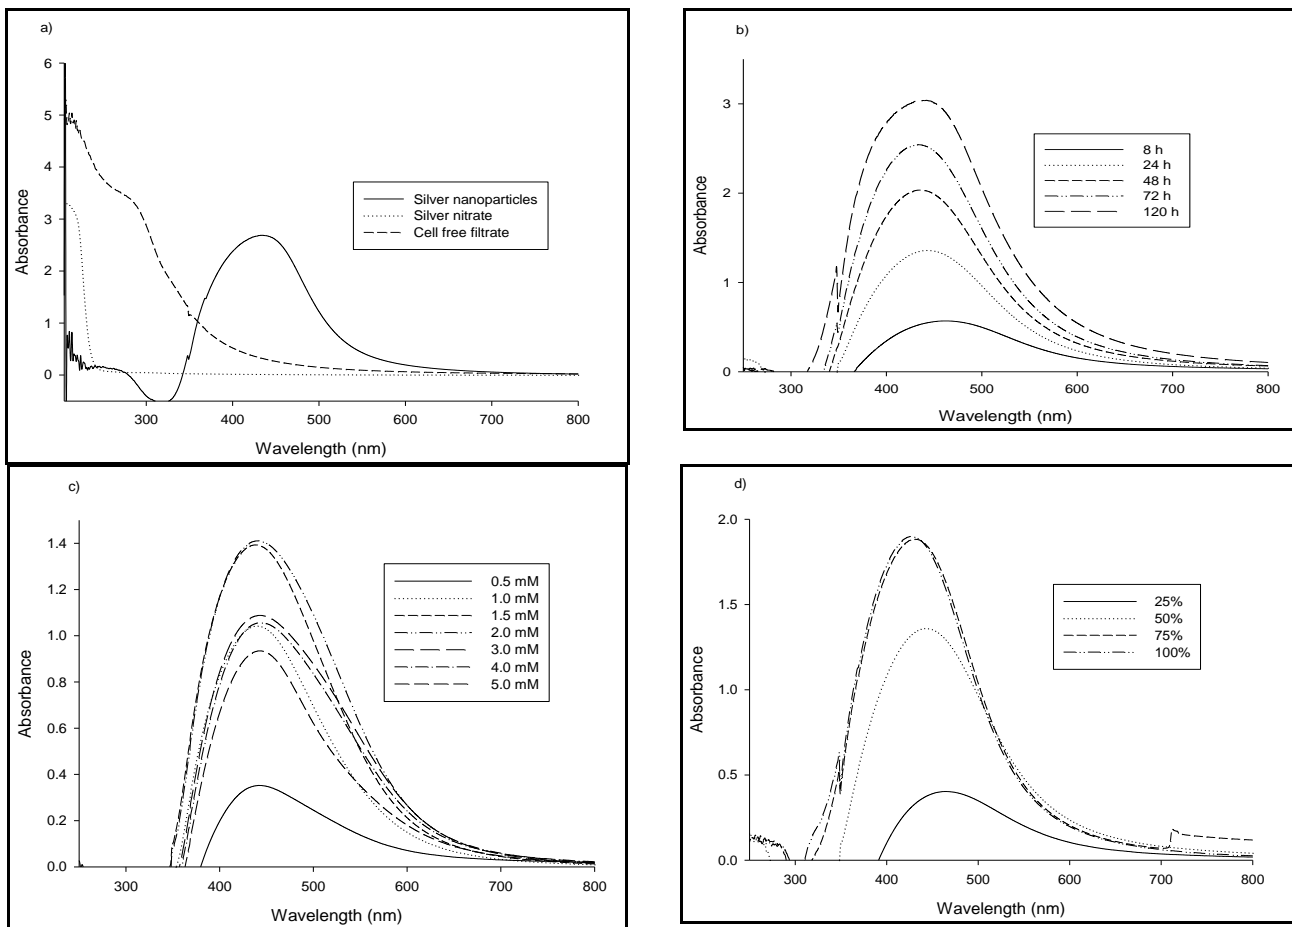 a)
6
5
4
3
2
1
0
Absorbance
Silver nanoparticles
Silver nitrate
Cell free filtrate
300 400 500 600 700 800
Wavelength (nm)
b)
3
2
1
0
Absorbance
8 h
24 h
48 h
72 h
120 h
300 400 500 600 700 800
Wavelength (nm)
c)
1.4
1.2
1.0
0.8
0.6
0.4
0.2
0.0
Absorbance
0.5 mM
1.0 mM
1.5 mM
2.0 mM
3.0 mM
4.0 mM
5.0 mM
300 400 500 600 700 800
Wavelength (nm)
d)
2.0
1.5
1.0
0.5
0.0
Absorbance
25%
50%
75%
100%
300 400 500 600 700 800
Wavelength (nm)